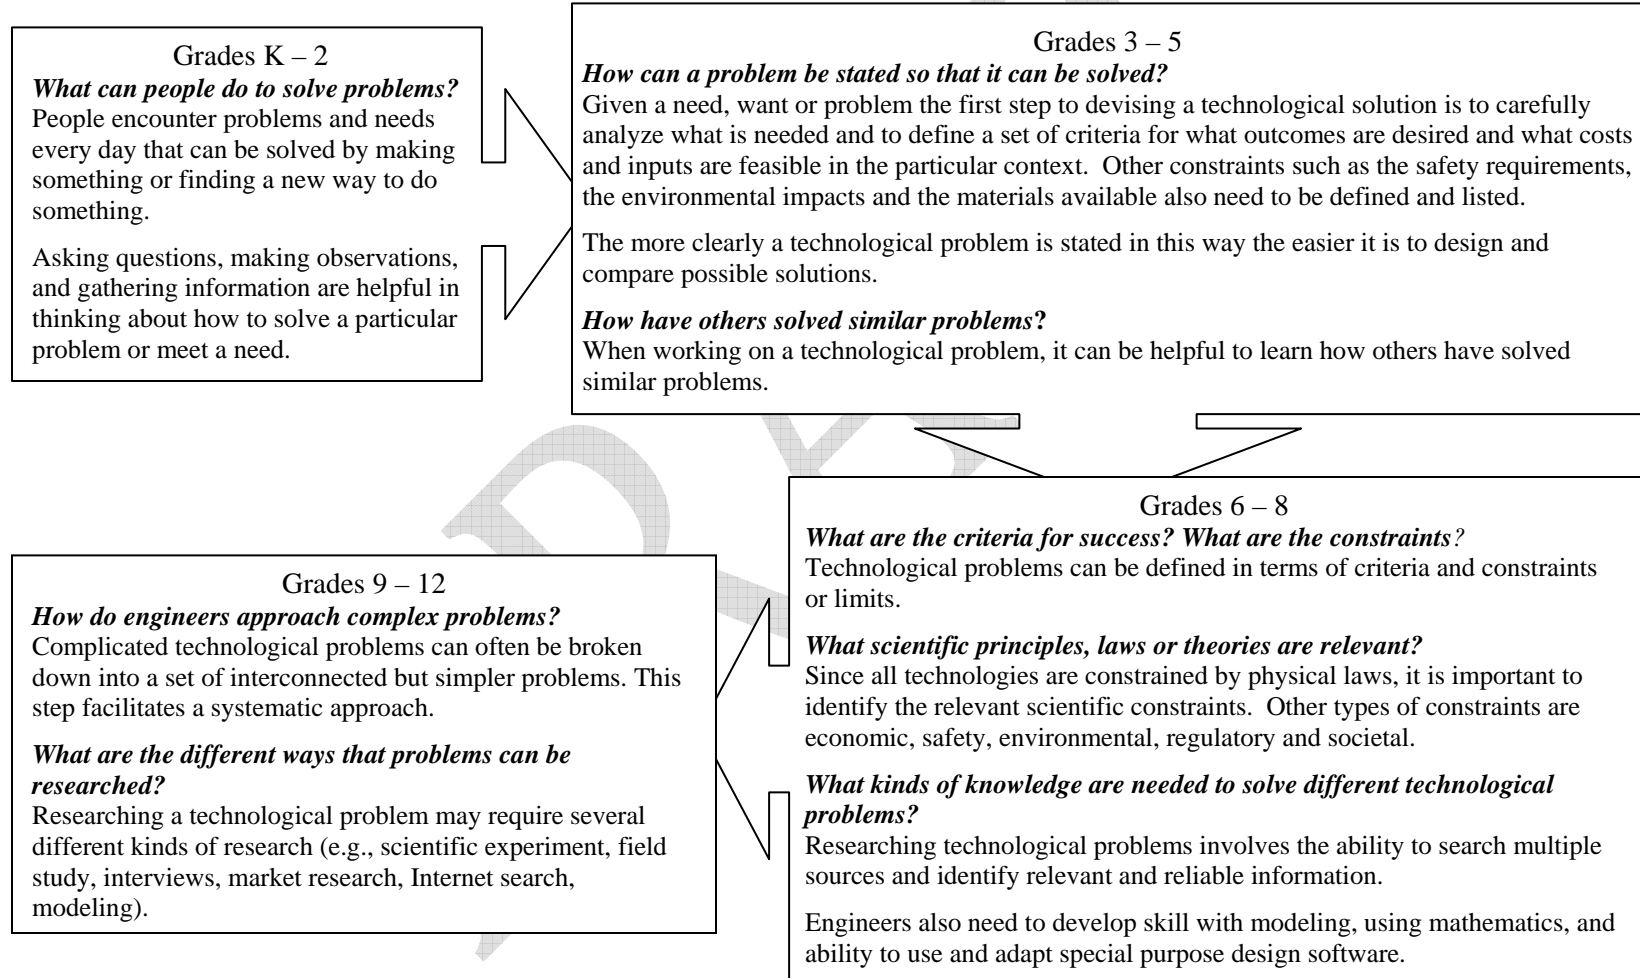 Grades K – 2
What can people do to solve problems?
People encounter problems and needs
every day that can be solved by making
something or finding a new way to do
something.
Asking questions, making observations,
and gathering information are helpful in
thinking about how to solve a particular
problem or meet a need.
Grades 3 – 5
How can a problem be stated so that it can be solved?
Given a need, want or problem the first step to devising a technological solution is to carefully
analyze what is needed and to define a set of criteria for what outcomes are desired and what costs
and inputs are feasible in the particular context.  Other constraints such as the safety requirements,
the environmental impacts and the materials available also need to be defined and listed.
The more clearly a technological problem is stated in this way the easier it is to design and
compare possible solutions.
How have others solved similar problems?
When working on a technological problem, it can be helpful to learn how others have solved
similar problems.
Grades 6 – 8
What are the criteria for success? What are the constraints?
Technological problems can be defined in terms of criteria and constraints
or limits.
What scientific principles, laws or theories are relevant?
Since all technologies are constrained by physical laws, it is important to
identify the relevant scientific constraints.  Other types of constraints are
economic, safety, environmental, regulatory and societal.
What kinds of knowledge are needed to solve different technological
problems?
Researching technological problems involves the ability to search multiple
sources and identify relevant and reliable information.
Engineers also need to develop skill with modeling, using mathematics, and
ability to use and adapt special purpose design software.
Grades 9 – 12
How do engineers approach complex problems?
Complicated technological problems can often be broken
down into a set of interconnected but simpler problems. This
step facilitates a systematic approach.
What are the different ways that problems can be
researched?
Researching a technological problem may require several
different kinds of research (e.g., scientific experiment, field
study, interviews, market research, Internet search,
modeling).